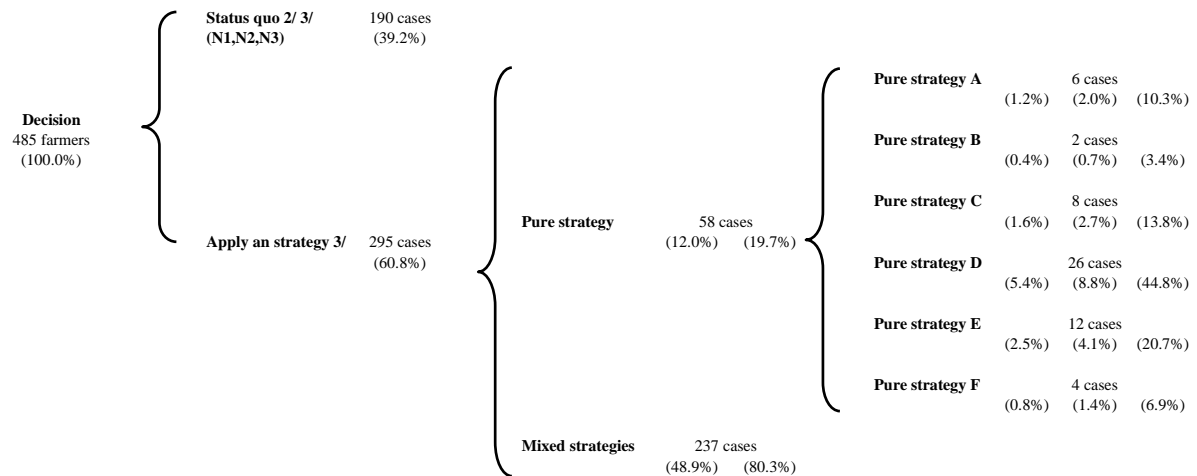 Decision
485 farmers
(100.0%)
Status quo 2/ 3/ 190 cases
(N1,N2,N3) (39.2%)
Apply an strategy 3/ 295 cases
(60.8%)
Pure strategy 58 cases
(12.0%) (19.7%)
Mixed strategies 237 cases
(48.9%) (80.3%)
Pure strategy A 6 cases
(1.2%) (2.0%) (10.3%)
Pure strategy B 2 cases
(0.4%) (0.7%) (3.4%)
Pure strategy C 8 cases
(1.6%) (2.7%) (13.8%)
Pure strategy D 26 cases
(5.4%) (8.8%) (44.8%)
Pure strategy E 12 cases
(2.5%) (4.1%) (20.7%)
Pure strategy F 4 cases
(0.8%) (1.4%) (6.9%)